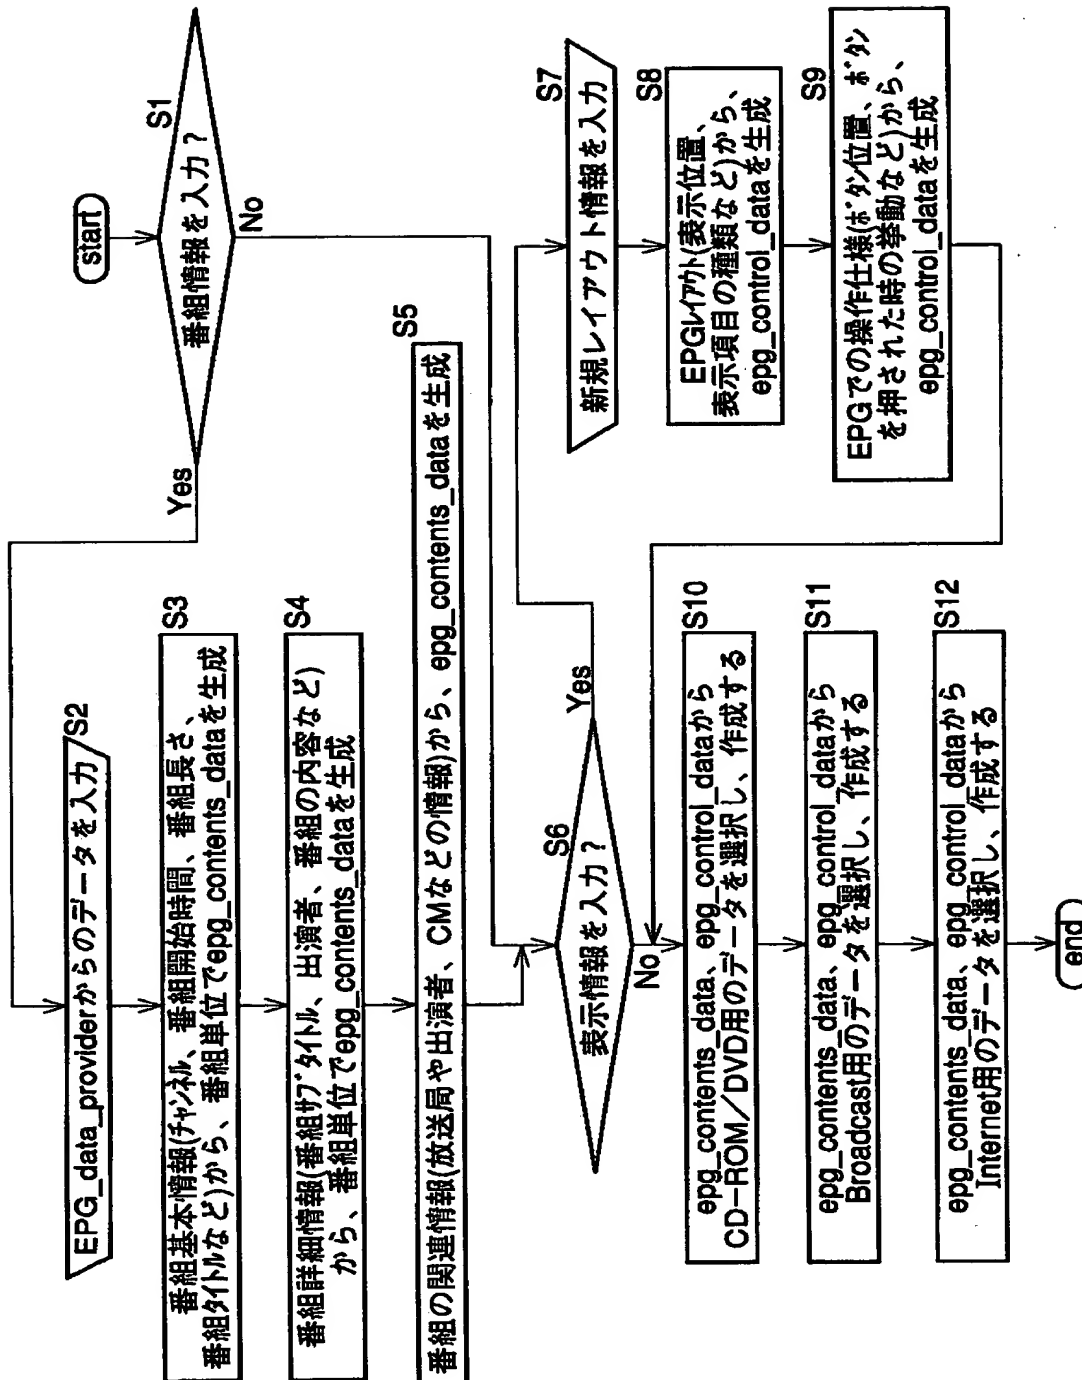 start
S1
番組情報を入力?
No
Yes
S2
EPG_data_providerからのデータを入力
S3
番組基本情報(チャンネル、番組開始時間、番組長さ、
番組タイトルなど)から、番組単位でepg_contents_dataを生成
S4
番組詳細情報(番組サブタイトル、出演者、番組の内容など)
から、番組単位でepg_contents_dataを生成
S5
番組の関連情報(放送局や出演者、CMなどの情報)から、epg_contents_dataを生成
S6
表示情報を入力?
Yes
No
S7
新規レイアウト情報を入力
S8
EPGレイアウト(表示位置、
表示項目の種類など)から、
epg_control_dataを生成
S9
EPGでの操作仕様(ボタン位置、ボタン
を押された時の挙動など)から、
epg_control_dataを生成
S10
epg_contents_data、epg_control_dataから
CD-ROM/DVD用のデータを選択し、作成する
S11
epg_contents_data、epg_control_dataから
Broadcast用のデータを選択し、作成する
S12
epg_contents_data、epg_control_dataから
Internet用のデータを選択し、作成する
end